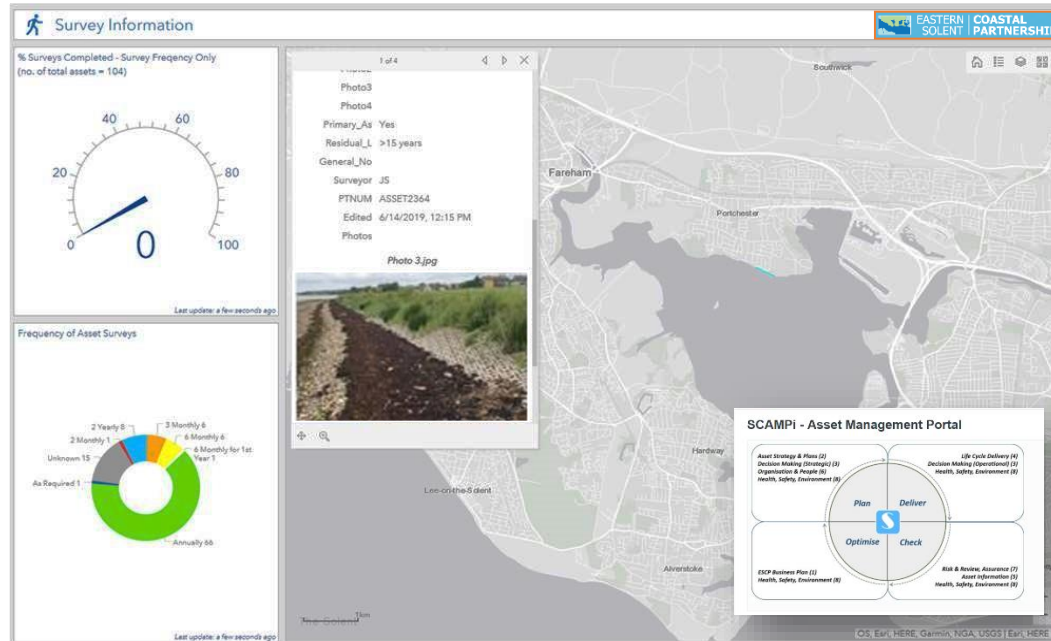 Survey Information
EASTERN
SOLENT
COASTAL
PARTNERSHIP
% Surveys Completed - Survey Freqency Only
(no. of total assets = 104)
0
20
40
60
80
100
0
Last update: a few seconds ago
Frequency of Asset Surveys
2 Yearly 8
3 Monthly 6
2 Monthly 1
6 Monthly 6
6 Monthly for 1st
Year 1
Unknown 15
As Required 1
Annually 66
Last update: a few seconds ago
1 of 4
Photo2
Photo3
Photo4
Primary_As Yes
Residual_L >15 years
General_No
Surveyor JS
PTNUM ASSET2364
Edited 6/14/2019, 12:15 PM
Photos
Photo 3.jpg
Southwick
Fareham
Portchester
Hardway
Lee-on-the-Solent
Alverstoke
The Solent
1km
SCAMPi - Asset Management Portal
Asset Strategy & Plans (2)
Decision Making (Strategic) (3)
Organisation & People (6)
Health, Safety, Environment (8)
Life Cycle Delivery (4)
Decision Making (Operational) (3)
Health, Safety, Environment (8)
Plan
Deliver
S
Optimise
Check
ESCP Business Plan (1)
Health, Safety, Environment (8)
Risk & Review, Assurance (7)
Asset Information (5)
Health, Safety, Environment (8)
OS, Esri, HERE, Garmin, NGA, USGS | Esri, HERE